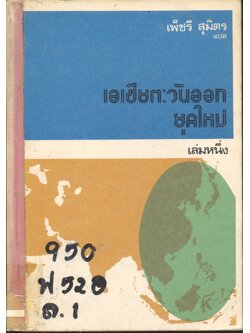 เพ็ชรี สุมิตร
แปล
เอเชียตะวันออก
ยุคใหม่
เล่มหนึ่ง
950
ฟ520
ล.1